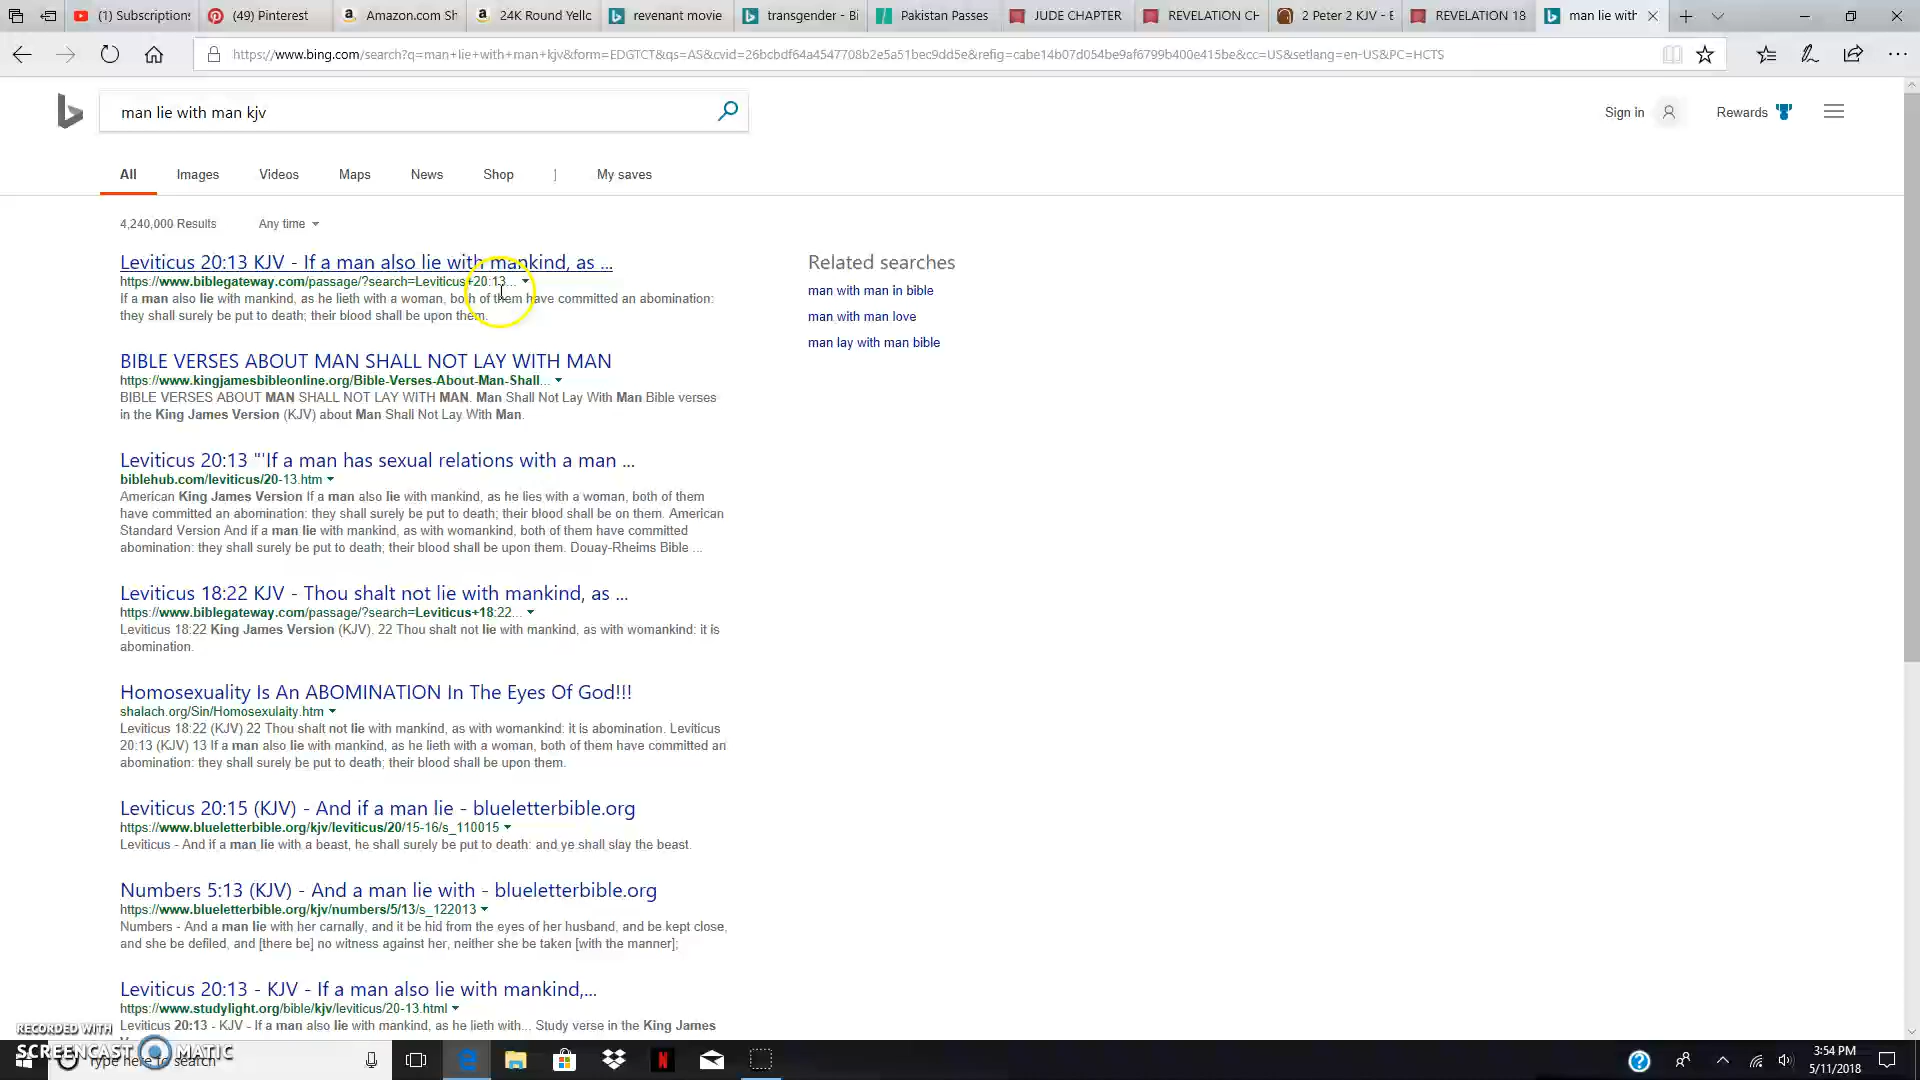 (1) Subscriptions
(49) Pinterest
Amazon.com Sh
24K Round Yello
revenant movie
transgender - Bi
Pakistan Passes
JUDE CHAPTER
REVELATION CH
2 Peter 2 KJV - E
REVELATION 18
man lie with
https://www.bing.com/search?q=man+lie+with+man+kjv&form=EDGTCT&qs=AS&cvid=26bcbdf64a4547708b2e5a51bec9dd5e&refig=cabe14b07d054be9af6799b400e415be&cc=US&setlang=en-US&PC=HCTS
man lie with man kjv
Sign in
Rewards
All Images Videos Maps News Shop | My saves
4,240,000 Results Any time
Leviticus 20:13 KJV - If a man also lie with mankind, as ...
https://www.biblegateway.com/passage/?search=Leviticus+20:13...
If a man also lie with mankind, as he lieth with a woman, both of them have committed an abomination:
they shall surely be put to death; their blood shall be upon them.
BIBLE VERSES ABOUT MAN SHALL NOT LAY WITH MAN
https://www.kingjamesbibleonline.org/Bible-Verses-About-Man-Shall...
BIBLE VERSES ABOUT MAN SHALL NOT LAY WITH MAN. Man Shall Not Lay With Man Bible verses
in the King James Version (KJV) about Man Shall Not Lay With Man.
Leviticus 20:13 "'If a man has sexual relations with a man ...
biblehub.com/leviticus/20-13.htm
American King James Version If a man also lie with mankind, as he lies with a woman, both of them
have committed an abomination: they shall surely be put to death; their blood shall be on them. American
Standard Version And if a man lie with mankind, as with womankind, both of them have committed
abomination: they shall surely be put to death; their blood shall be upon them. Douay-Rheims Bible ...
Leviticus 18:22 KJV - Thou shalt not lie with mankind, as ...
https://www.biblegateway.com/passage/?search=Leviticus+18:22...
Leviticus 18:22 King James Version (KJV). 22 Thou shalt not lie with mankind, as with womankind: it is
abomination.
Homosexuality Is An ABOMINATION In The Eyes Of God!!!
shalach.org/Sin/Homosexulaity.htm
Leviticus 18:22 (KJV) 22 Thou shalt not lie with mankind, as with womankind: it is abomination. Leviticus
20:13 (KJV) 13 If a man also lie with mankind, as he lieth with a woman, both of them have committed an
abomination: they shall surely be put to death; their blood shall be upon them.
Leviticus 20:15 (KJV) - And if a man lie - blueletterbible.org
https://www.blueletterbible.org/kjv/leviticus/20/15-16/s_110015
Leviticus - And if a man lie with a beast, he shall surely be put to death: and ye shall slay the beast.
Numbers 5:13 (KJV) - And a man lie with - blueletterbible.org
https://www.blueletterbible.org/kjv/numbers/5/13/s_122013
Numbers - And a man lie with her carnally, and it be hid from the eyes of her husband, and be kept close,
and she be defiled, and [there be] no witness against her, neither she be taken [with the manner];
Leviticus 20:13 - KJV - If a man also lie with mankind,...
https://www.studylight.org/bible/kjv/leviticus/20-13.html
Leviticus 20:13 - KJV - If a man also lie with mankind, as he lieth with... Study verse in the King James
Related searches
man with man in bible
man with man love
man lay with man bible
RECORDED WITH
SCREENCAST MATIC
Type here to search
3:54 PM
5/11/2018